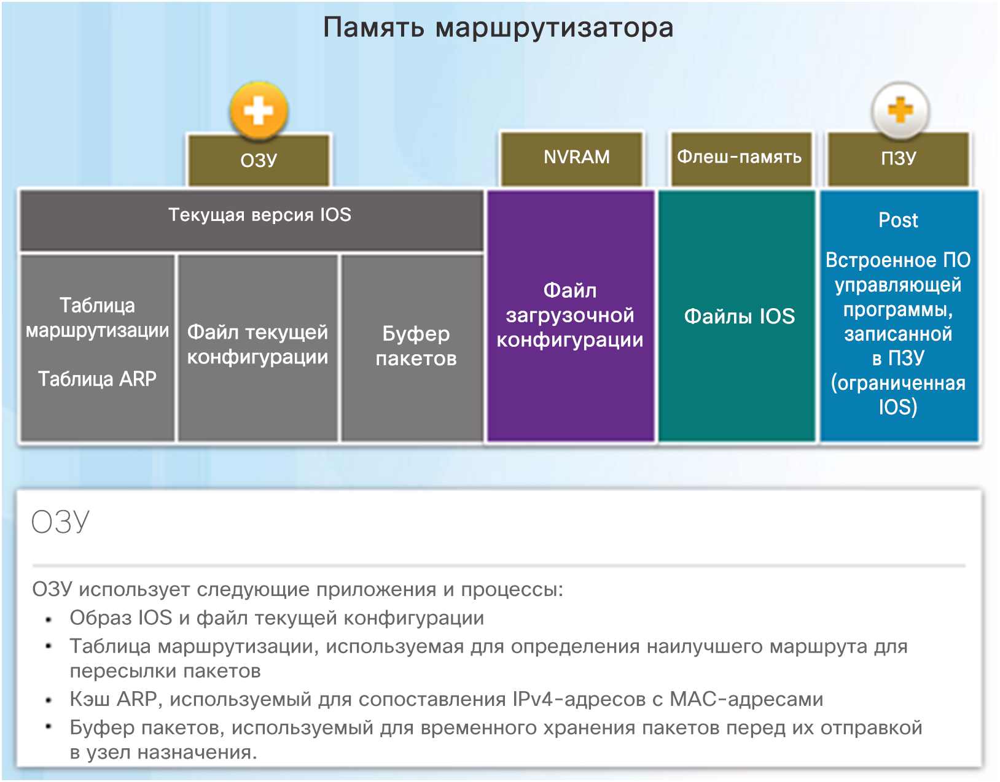 Память маршрутизатора
ОЗУ
NVRAM
Флеш-память
ПЗУ
Текущая версия IOS
Таблица
маршрутизации
Таблица ARP
Файл текущей
конфигурации
Буфер
пакетов
Файл
загрузочной
конфигурации
Файлы IOS
Post
Встроенное ПО
управляющей
программы,
записанной
в ПЗУ
(ограниченная
IOS)
ОЗУ
ОЗУ использует следующие приложения и процессы:
• Образ IOS и файл текущей конфигурации
• Таблица маршрутизации, используемая для определения наилучшего маршрута для
пересылки пакетов
• Кэш ARP, используемый для сопоставления IPv4-адресов с MAC-адресами
• Буфер пакетов, используемый для временного хранения пакетов перед их отправкой
в узел назначения.